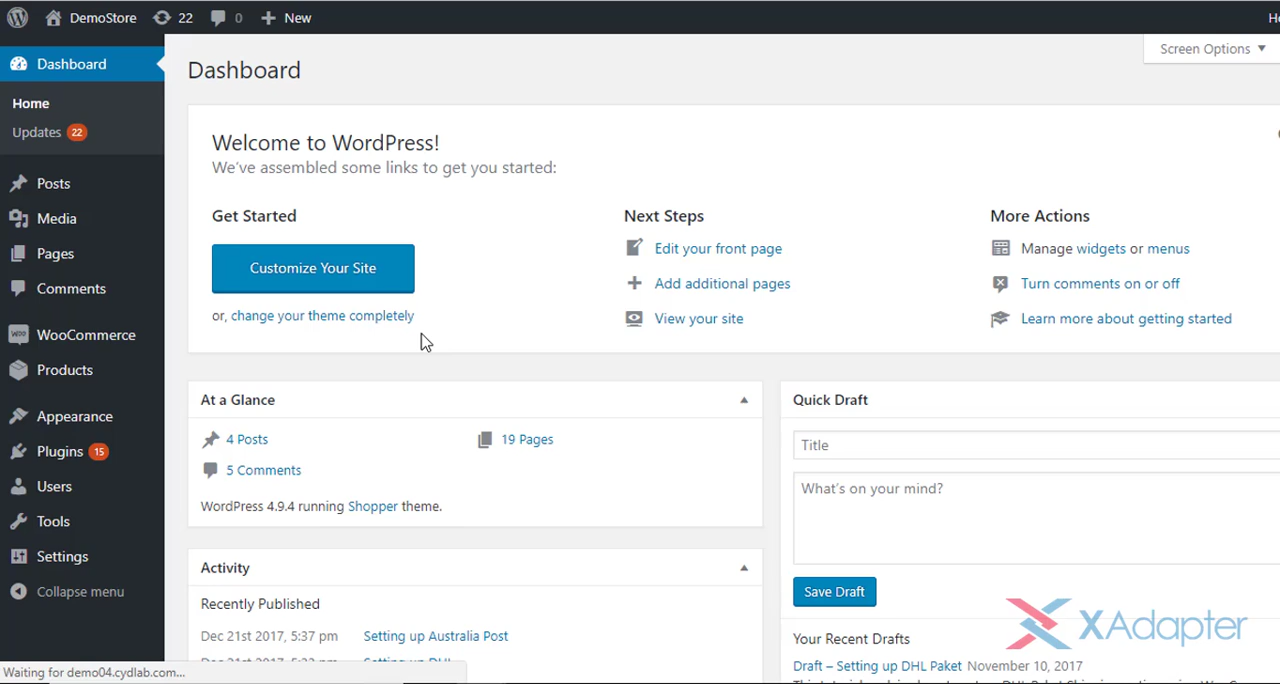 DemoStore 22 0 New
Screen Options
Dashboard
Home
Updates 22
Posts
Media
Pages
Comments
WooCommerce
Products
Appearance
Plugins 15
Users
Tools
Settings
Collapse menu
Dashboard
Welcome to WordPress!
We've assembled some links to get you started:
Get Started
Customize Your Site
or, change your theme completely
Next Steps
Edit your front page
Add additional pages
View your site
More Actions
Manage widgets or menus
Turn comments on or off
Learn more about getting started
At a Glance
4 Posts
19 Pages
5 Comments
WordPress 4.9.4 running Shopper theme.
Activity
Recently Published
Dec 21st 2017, 5:37 pm Setting up Australia Post
Quick Draft
Title
What's on your mind?
Save Draft
Your Recent Drafts
Draft – Setting up DHL Paket November 10, 2017
XAdapter
Waiting for demo04.cydlab.com...